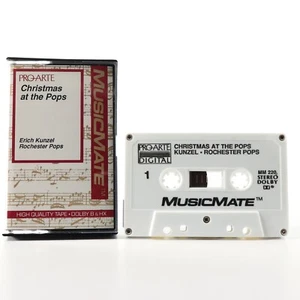 PRO ARTE
Christmas
at the Pops
Erich Kunzel
Rochester Pops
MUSICMATE
HIGH QUALITY TAPE • DOLBY B & HX
PRO ARTE
DIGITAL
CHRISTMAS AT THE POPS
KUNZEL - ROCHESTER POPS
1
MM 220
STEREO
DOLBY
MUSICMATE™